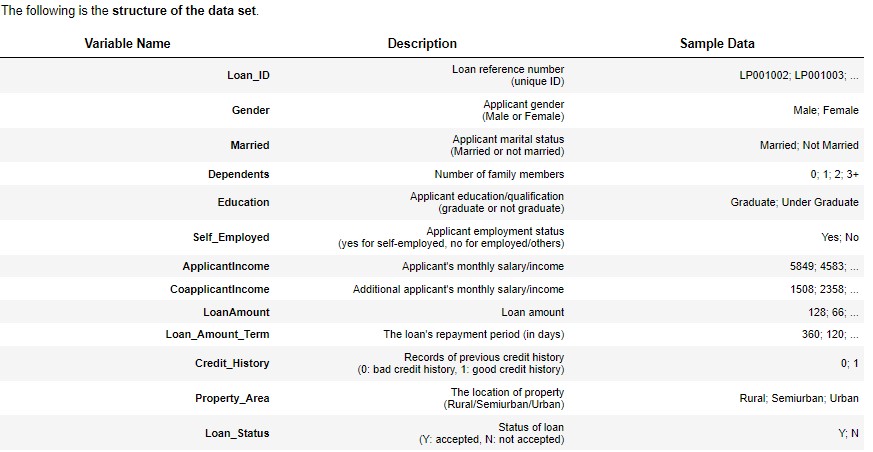 The following is the structure of the data set.
Variable Name Description Sample Data
Loan_ID Loan reference number (unique ID) LP001002; LP001003; ...
Gender Applicant gender (Male or Female) Male; Female
Married Applicant marital status (Married or not married) Married; Not Married
Dependents Number of family members 0; 1; 2; 3+
Education Applicant education/qualification (graduate or not graduate) Graduate; Under Graduate
Self_Employed Applicant employment status (yes for self-employed, no for employed/others) Yes; No
ApplicantIncome Applicant's monthly salary/income 5849; 4583; ...
CoapplicantIncome Additional applicant's monthly salary/income 1508; 2358; ...
LoanAmount Loan amount 128; 66; ...
Loan_Amount_Term The loan's repayment period (in days) 360; 120; ...
Credit_History Records of previous credit history (0: bad credit history, 1: good credit history) 0; 1
Property_Area The location of property (Rural/Semiurban/Urban) Rural; Semiurban; Urban
Loan_Status Status of loan (Y: accepted, N: not accepted) Y; N